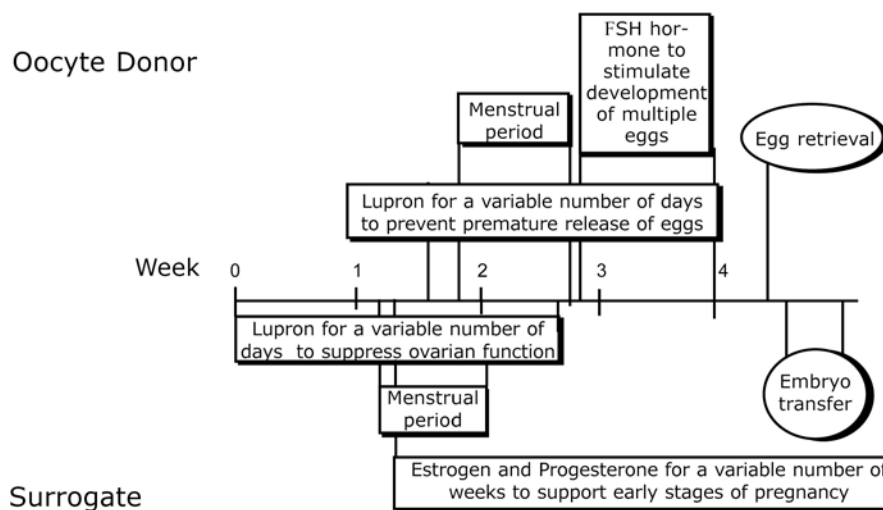 Oocyte Donor
FSH hor-
mone to
stimulate
development
of multiple
eggs
Menstrual
period
Egg retrieval
Lupron for a variable number of days
to prevent premature release of eggs
Week
0 1 2 3 4
Lupron for a variable number of
days to suppress ovarian function
Menstrual
period
Embryo
transfer
Estrogen and Progesterone for a variable number of
weeks to support early stages of pregnancy
Surrogate